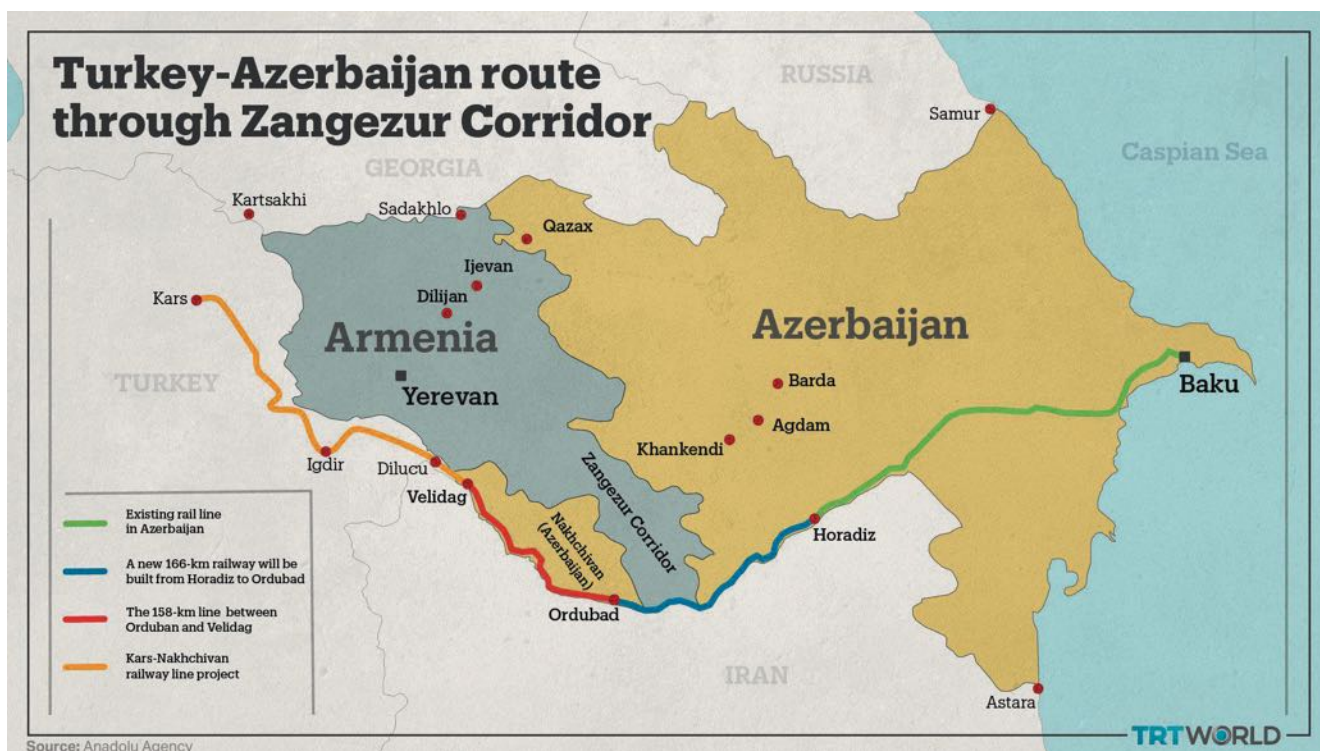 Turkey-Azerbaijan route
through Zangezur Corridor
RUSSIA
Samur
Caspian Sea
GEORGIA
Kartsakhi
Sadakhlo
Qazax
Ijevan
Dilijan
Kars
Armenia
Azerbaijan
TURKEY
Yerevan
Barda
Baku
Agdam
Khankendi
Igdir
Dilucu
Velidag
Zangezur Corridor
Nakhchivan
(Azerbaijan)
Horadiz
Ordubad
IRAN
Astara
Existing rail line
in Azerbaijan
A new 166-km railway will be
built from Horadiz to Ordubad
The 158-km line between
Orduban and Velidag
Kars-Nakhchivan
railway line project
Source: Anadolu Agency
TRTWORLD